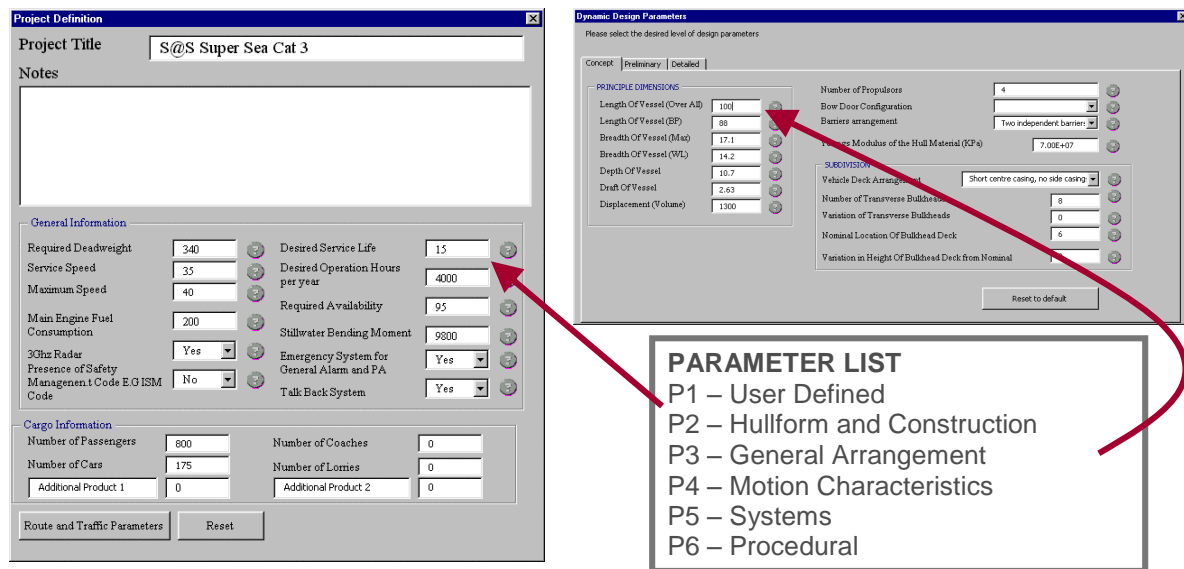 Project Definition
Project Title
S@S Super Sea Cat 3
Notes
General Information
Required Deadweight 340
Service Speed 35
Maximum Speed 40
Main Engine Fuel
Consumption
200
3Ghz Radar Yes
Presence of Safety
Managenen.t Code E.G ISM
Code
No
Desired Service Life 15
Desired Operation Hours
per year
4000
Required Availability 95
Stillwater Bending Moment 9800
Emergency System for
General Alarm and PA
Yes
Talk Back System Yes
Cargo Information
Number of Passengers 800
Number of Coaches 0
Number of Cars 175
Number of Lorries 0
Additional Product 1 0
Additional Product 2 0
Route and Traffic Parameters
Reset
Dynamic Design Parameters
Please select the desired level of design parameters
Concept Preliminary Detailed
PRINCIPLE DIMENSIONS
Length Of Vessel (Over All) 100
Length Of Vessel (BP) 88
Breadth Of Vessel (Max) 17.1
Breadth Of Vessel (WL) 14.2
Depth Of Vessel 10.7
Draft Of Vessel 2.63
Displacement (Volume) 1300
Number of Propulsors 4
Bow Door Configuration
Barriers arrangement Two independent barriers
Modulus of the Hull Material (KPa) 7.00E+07
SUBDIVISION
Vehicle Deck Arrangement Short centre casing, no side casing
Number of Transverse Bulkheads 8
Variation of Transverse Bulkheads 0
Nominal Location Of Bulkhead Deck 6
Variation in Height Of Bulkhead Deck from Nominal
Reset to default
PARAMETER LIST
P1 – User Defined
P2 – Hullform and Construction
P3 – General Arrangement
P4 – Motion Characteristics
P5 – Systems
P6 – Procedural